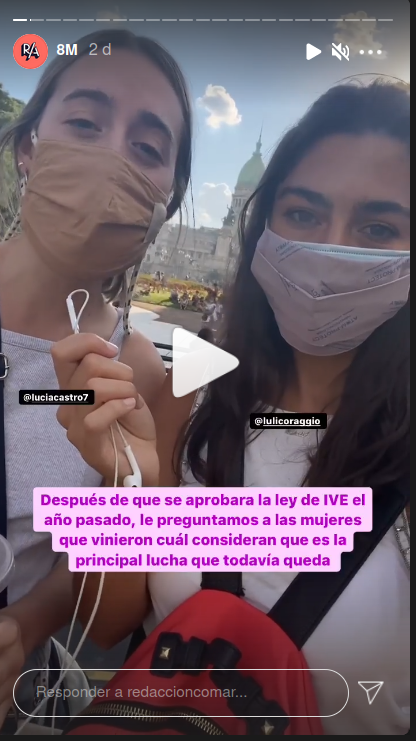 RA 8M 2 d
@luciacastro7
@lulicoraggio
Después de que se aprobara la ley de IVE el
año pasado, le preguntamos a las mujeres
que vinieron cuál consideran que es la
principal lucha que todavía queda
Responder a redaccioncomar...